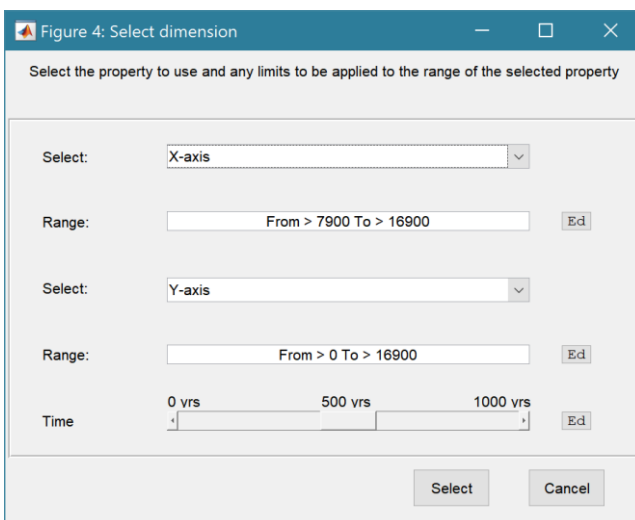 Figure 4: Select dimension
Select the property to use and any limits to be applied to the range of the selected property
Select: X-axis
Range: From > 7900 To > 16900 Ed
Select: Y-axis
Range: From > 0 To > 16900 Ed
0 yrs 500 yrs 1000 yrs
Time Ed
Select Cancel